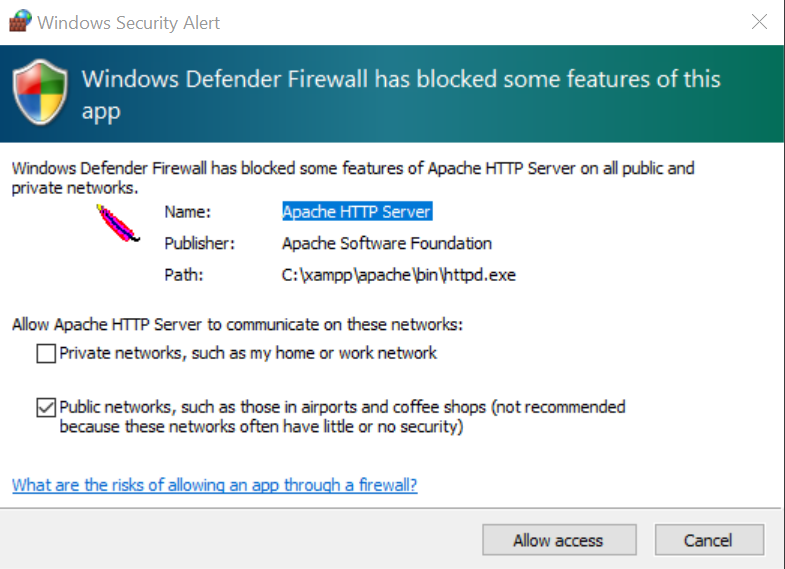 Windows Security Alert
Windows Defender Firewall has blocked some features of this
app
Windows Defender Firewall has blocked some features of Apache HTTP Server on all public and
private networks.
Name: Apache HTTP Server
Publisher: Apache Software Foundation
Path: C:\xampp\apache\bin\httpd.exe
Allow Apache HTTP Server to communicate on these networks:
Private networks, such as my home or work network
Public networks, such as those in airports and coffee shops (not recommended
because these networks often have little or no security)
What are the risks of allowing an app through a firewall?
Allow access Cancel